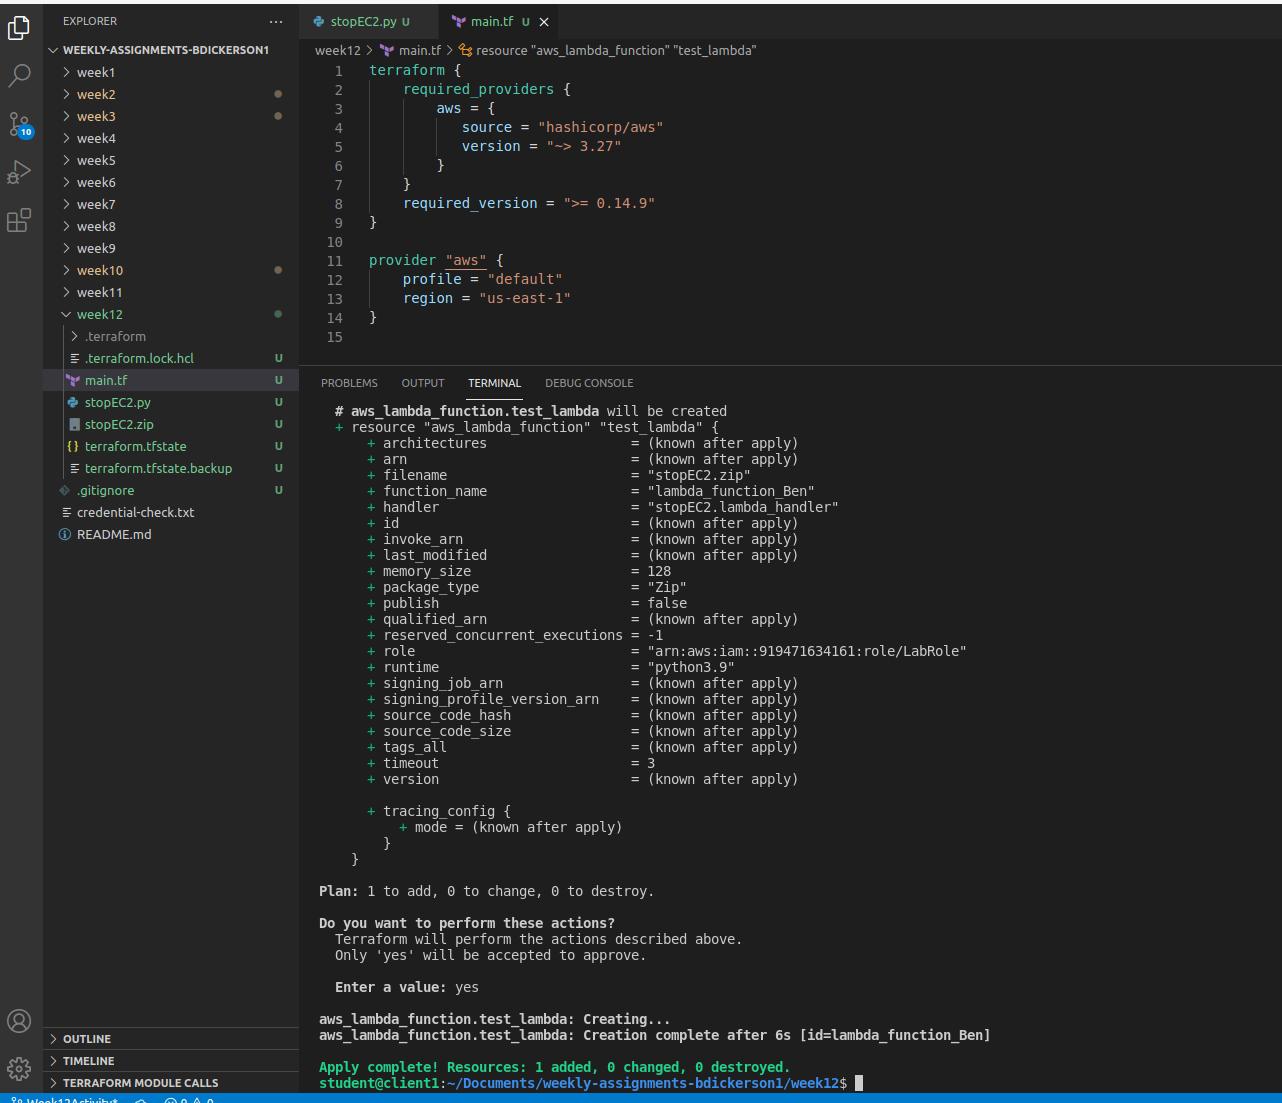 EXPLORER
···
WEEKLY-ASSIGNMENTS-BDICKERSON1
week1
week2
week3
week4
week5
week6
week7
week8
week9
week10
week11
week12
.terraform
.terraform.lock.hcl U
main.tf U
stopEC2.py U
stopEC2.zip U
{} terraform.tfstate U
terraform.tfstate.backup U
.gitignore U
credential-check.txt
README.md
10
OUTLINE
TIMELINE
TERRAFORM MODULE CALLS
stopEC2.py U
main.tf U
week12 > main.tf > resource "aws_lambda_function" "test_lambda"
1 terraform {
2 required_providers {
3 aws = {
4 source = "hashicorp/aws"
5 version = "~> 3.27"
6 }
7 }
8 required_version = ">= 0.14.9"
9 }
10
11 provider "aws" {
12 profile = "default"
13 region = "us-east-1"
14 }
15
PROBLEMS OUTPUT TERMINAL DEBUG CONSOLE
# aws_lambda_function.test_lambda will be created
+ resource "aws_lambda_function" "test_lambda" {
+ architectures = (known after apply)
+ arn = (known after apply)
+ filename = "stopEC2.zip"
+ function_name = "lambda_function_Ben"
+ handler = "stopEC2.lambda_handler"
+ id = (known after apply)
+ invoke_arn = (known after apply)
+ last_modified = (known after apply)
+ memory_size = 128
+ package_type = "Zip"
+ publish = false
+ qualified_arn = (known after apply)
+ reserved_concurrent_executions = -1
+ role = "arn:aws:iam::919471634161:role/LabRole"
+ runtime = "python3.9"
+ signing_job_arn = (known after apply)
+ signing_profile_version_arn = (known after apply)
+ source_code_hash = (known after apply)
+ source_code_size = (known after apply)
+ tags_all = (known after apply)
+ timeout = 3
+ version = (known after apply)
+ tracing_config {
+ mode = (known after apply)
}
}
Plan: 1 to add, 0 to change, 0 to destroy.
Do you want to perform these actions?
Terraform will perform the actions described above.
Only 'yes' will be accepted to approve.
Enter a value: yes
aws_lambda_function.test_lambda: Creating...
aws_lambda_function.test_lambda: Creation complete after 6s [id=lambda_function_Ben]
Apply complete! Resources: 1 added, 0 changed, 0 destroyed.
student@client1:~/Documents/weekly-assignments-bdickerson1/week12$
Week12Activity* 0 0